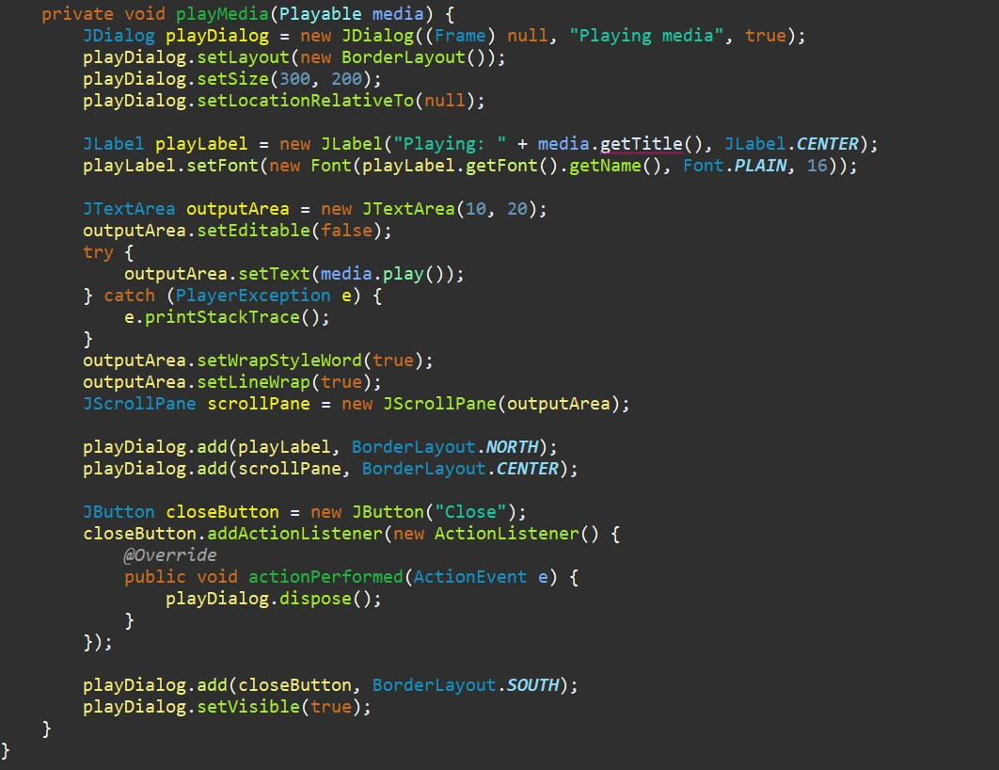 private void playMedia(Playable media) {
JDialog playDialog = new JDialog((Frame) null, "Playing media", true);
playDialog.setLayout(new BorderLayout());
playDialog.setSize(300, 200);
playDialog.setLocationRelativeTo(null);
JLabel playLabel = new JLabel("Playing: " + media.getTitle(), JLabel.CENTER);
playLabel.setFont(new Font(playLabel.getFont().getName(), Font.PLAIN, 16));
JTextArea outputArea = new JTextArea(10, 20);
outputArea.setEditable(false);
try {
outputArea.setText(media.play());
} catch (PlayerException e) {
e.printStackTrace();
}
outputArea.setWrapStyleWord(true);
outputArea.setLineWrap(true);
JScrollPane scrollPane = new JScrollPane(outputArea);
playDialog.add(playLabel, BorderLayout.NORTH);
playDialog.add(scrollPane, BorderLayout.CENTER);
JButton closeButton = new JButton("Close");
closeButton.addActionListener(new ActionListener() {
@Override
public void actionPerformed(ActionEvent e) {
playDialog.dispose();
}
});
playDialog.add(closeButton, BorderLayout.SOUTH);
playDialog.setVisible(true);
}
}